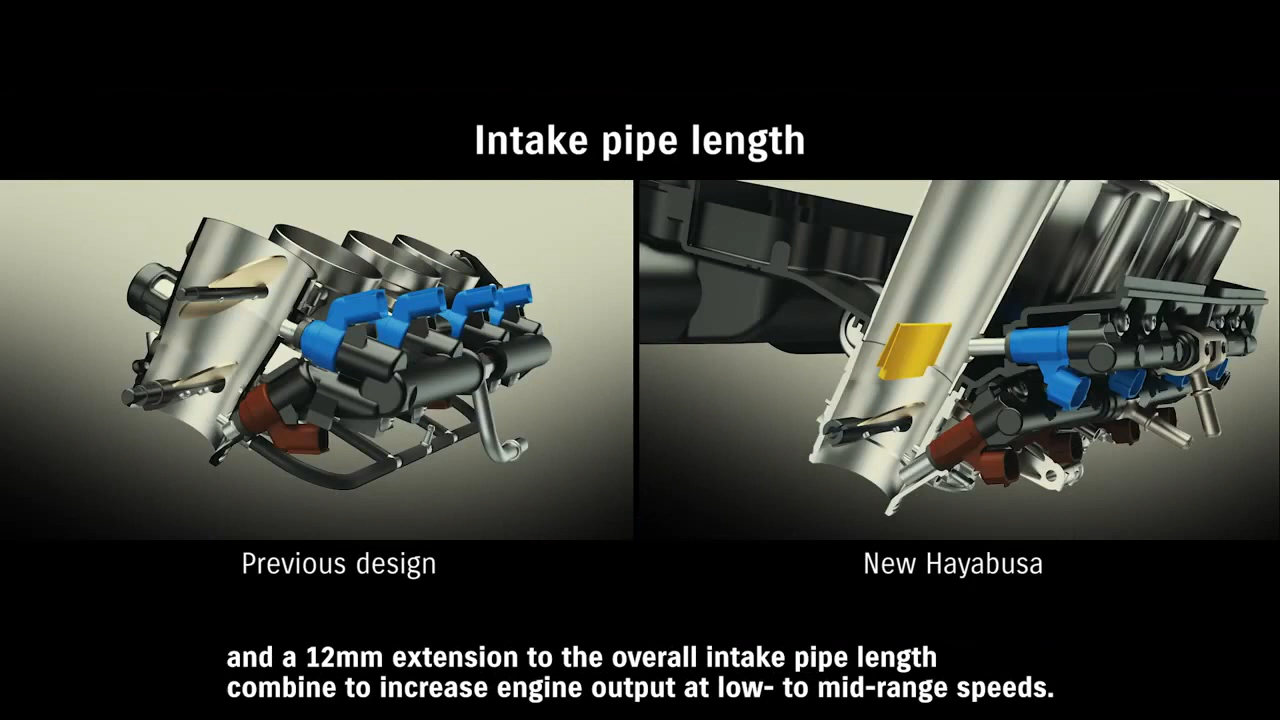 Intake pipe length
Previous design
New Hayabusa
and a 12mm extension to the overall intake pipe length
combine to increase engine output at low- to mid-range speeds.